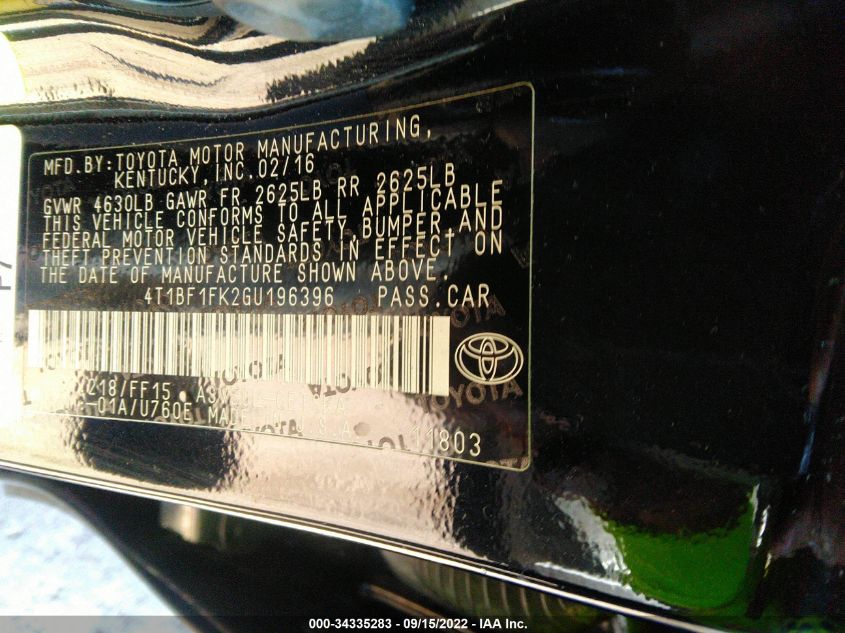 MFD.BY:TOYOTA MOTOR MANUFACTURING,
KENTUCKY,INC.02/16
GVWR 4630LB GAWR FR 2625LB RR 2625LB
THIS VEHICLE CONFORMS TO ALL APPLICABLE
FEDERAL MOTOR VEHICLE SAFETY,BUMPER,AND
THEFT PREVENTION STANDARDS IN EFFECT ON
THE DATE OF MANUFACTURE SHOWN ABOVE.
4T1BF1FK2GU196396 PASS.CAR
218/FF15
-01A/U760E MADE U.S.A
11803
TOYOTA
000-34335283 - 09/15/2022 - IAA Inc.